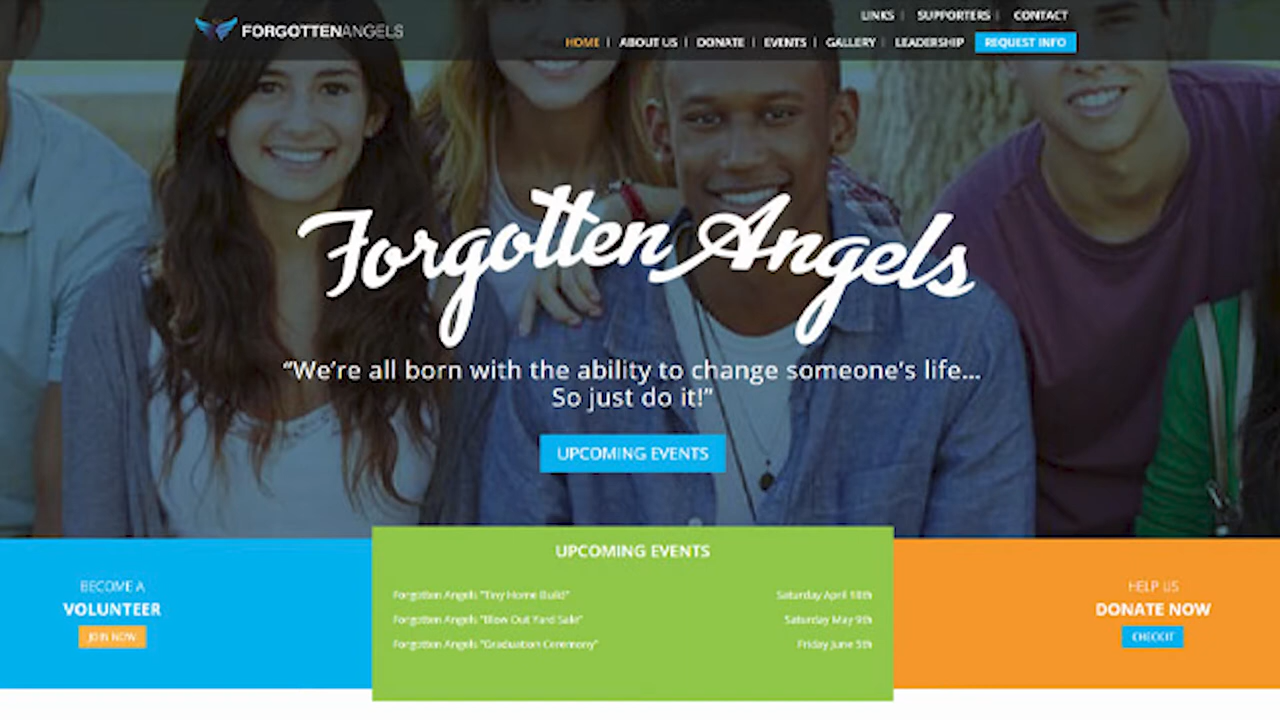 FORGOTTENANGELS
LINKS | SUPPORTERS | CONTACT
HOME | ABOUT US | DONATE | EVENTS | GALLERY | LEADERSHIP REQUEST INFO
Forgotten Angels
“We’re all born with the ability to change someone’s life...
So just do it!”
UPCOMING EVENTS
UPCOMING EVENTS
Forgotten Angels "Tiny Home Build" Saturday April 18th
Forgotten Angels "Blow Out Yard Sale" Saturday May 9th
Forgotten Angels "Graduation Ceremony" Friday June 5th
BECOME A
VOLUNTEER
JOIN NOW
HELP US
DONATE NOW
CHECK IT